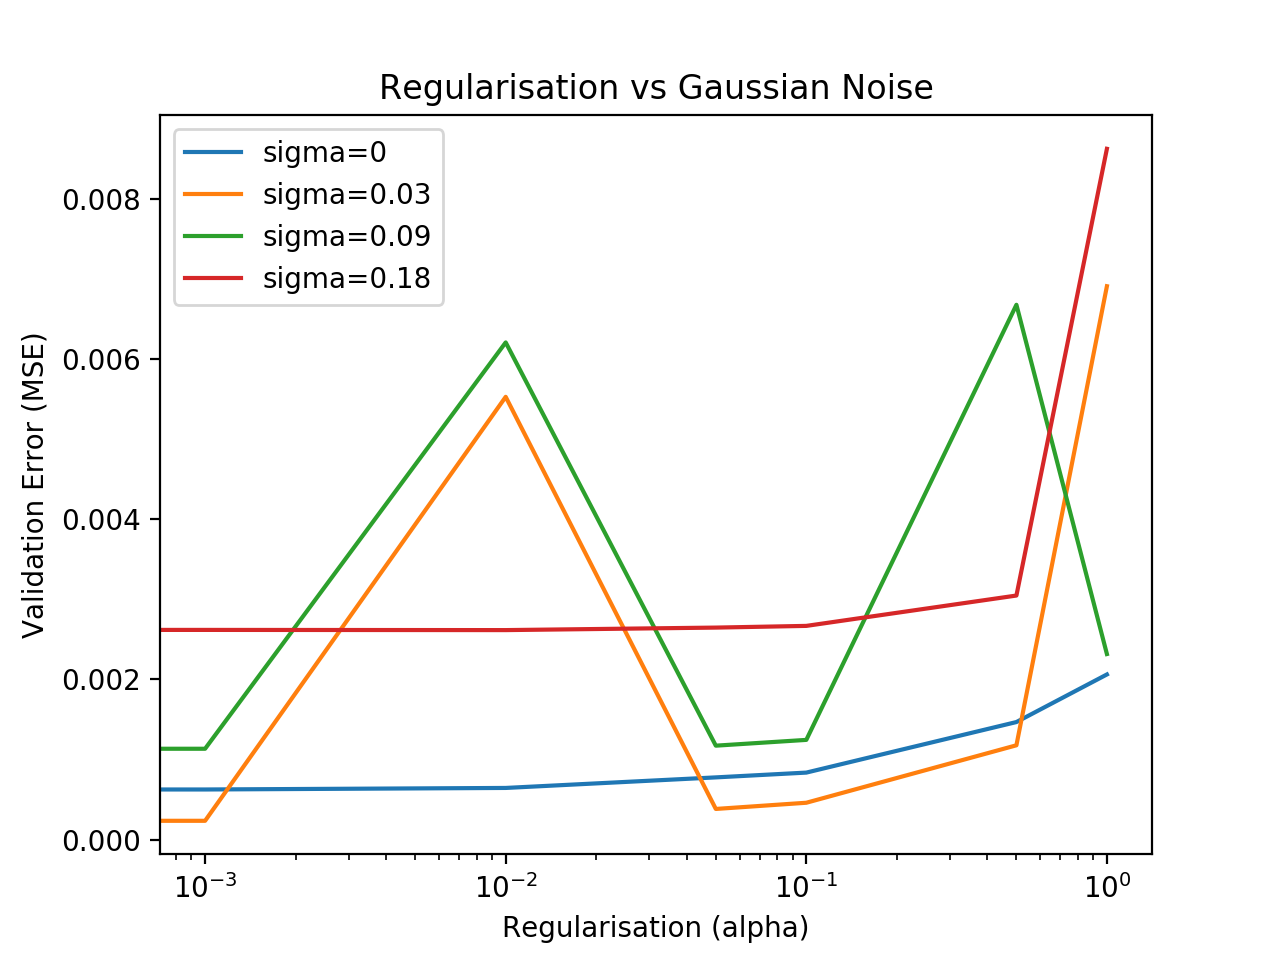 Regularisation vs Gaussian Noise
sigma=0
sigma=0.03
sigma=0.09
sigma=0.18
Validation Error (MSE)
0.008
0.006
0.004
0.002
0.000
10⁻³ 10⁻² 10⁻¹ 10⁰
Regularisation (alpha)